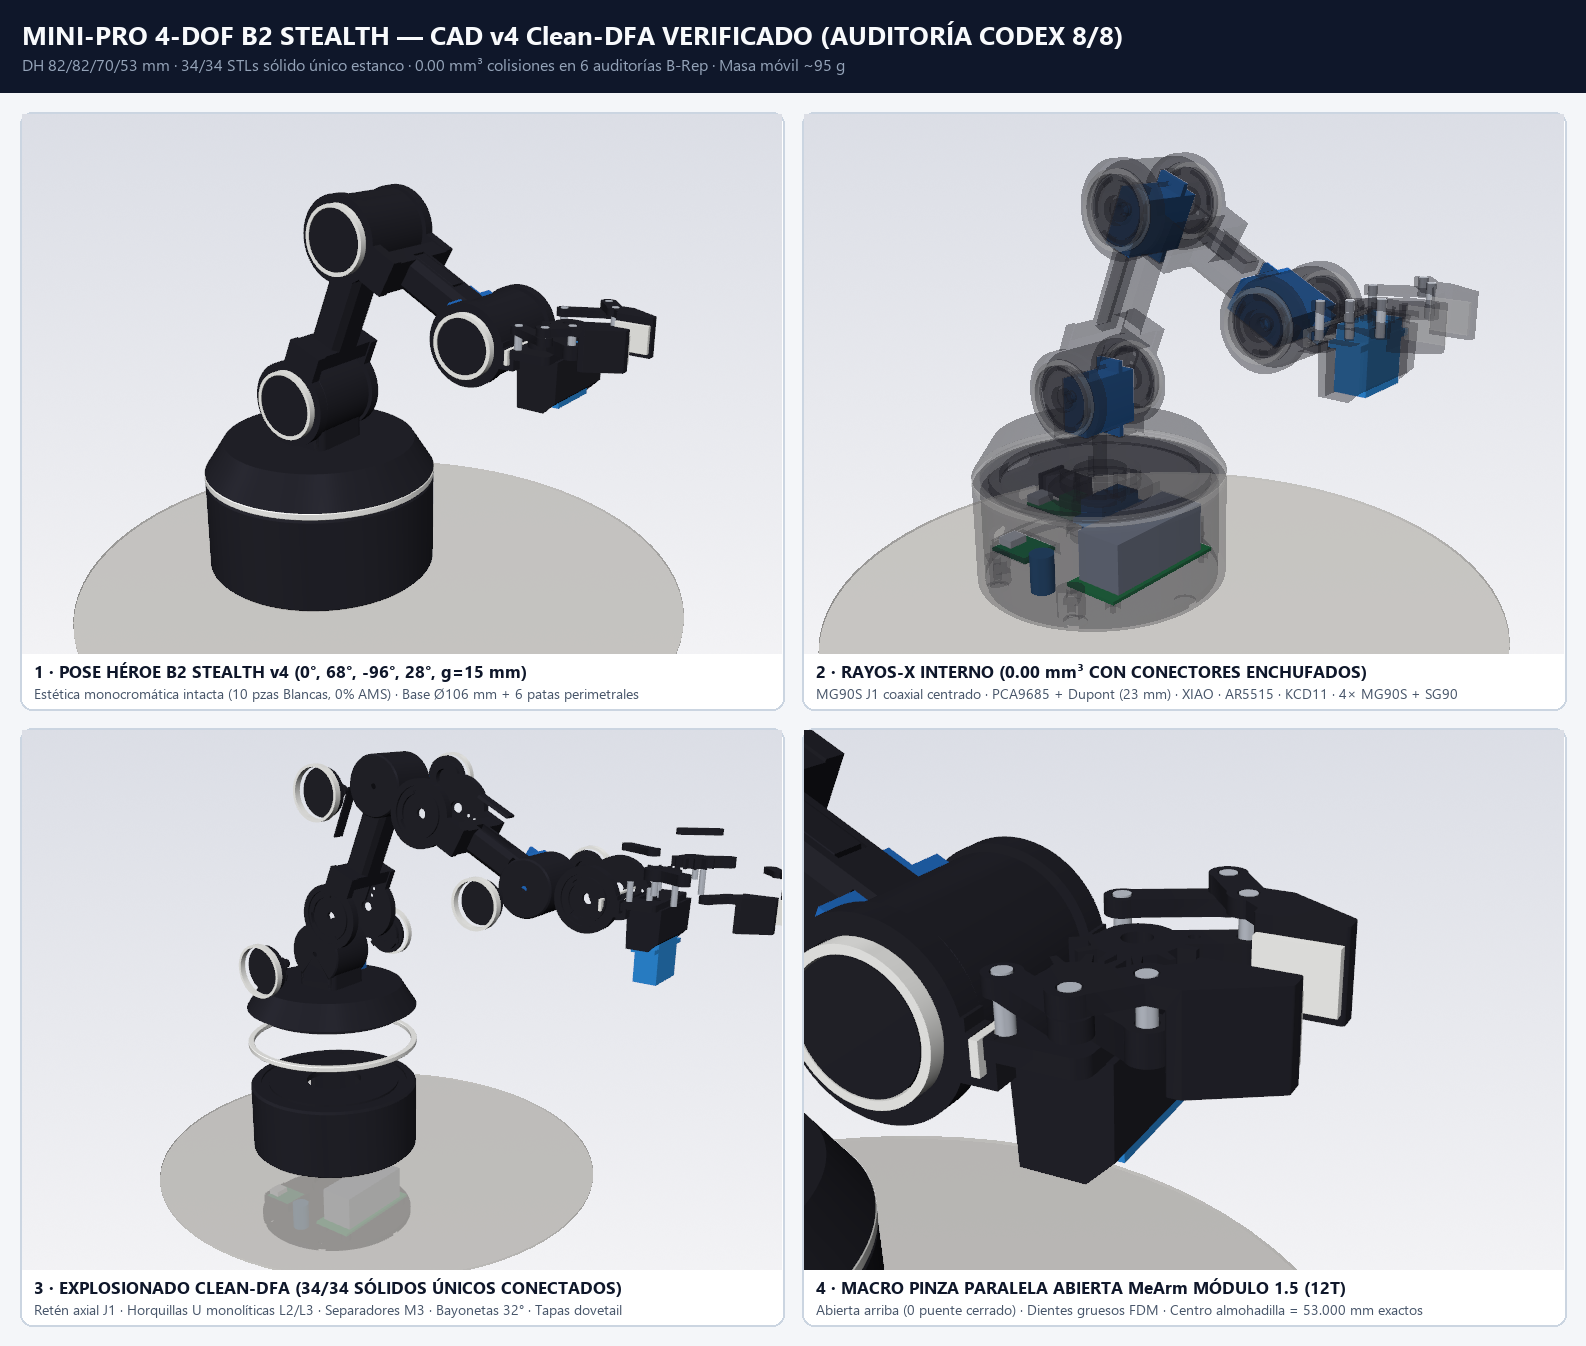 MINI-PRO 4-DOF B2 STEALTH — CAD v4 Clean-DFA VERIFICADO (AUDITORÍA CODEX 8/8)
DH 82/82/70/53 mm · 34/34 STLs sólido único estanco · 0.00 mm³ colisiones en 6 auditorías B-Rep · Masa móvil ~95 g
1 · POSE HÉROE B2 STEALTH v4 (0°, 68°, -96°, 28°, g=15 mm)
Estética monocromática intacta (10 pzas Blancas, 0% AMS) · Base Ø106 mm + 6 patas perimetrales
2 · RAYOS-X INTERNO (0.00 mm³ CON CONECTORES ENCHUFADOS)
MG90S J1 coaxial centrado · PCA9685 + Dupont (23 mm) · XIAO · AR5515 · KCD11 · 4× MG90S + SG90
3 · EXPLOSIONADO CLEAN-DFA (34/34 SÓLIDOS ÚNICOS CONECTADOS)
Retén axial J1 · Horquillas U monolíticas L2/L3 · Separadores M3 · Bayonetas 32° · Tapas dovetail
4 · MACRO PINZA PARALELA ABIERTA MeArm MÓDULO 1.5 (12T)
Abierta arriba (0 puente cerrado) · Dientes gruesos FDM · Centro almohadilla = 53.000 mm exactos